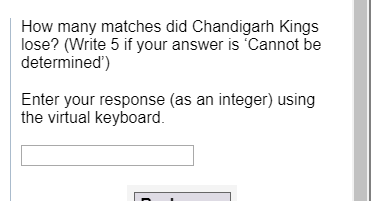 How many matches did Chandigarh Kings
lose? (Write 5 if your answer is ‘Cannot be
determined’)
Enter your response (as an integer) using
the virtual keyboard.